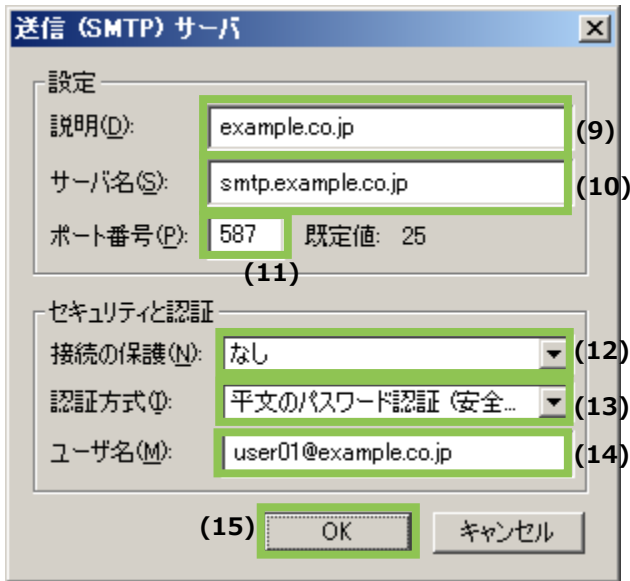 送信 (SMTP) サーバ
設定
説明(D): example.co.jp (9)
サーバ名(S): smtp.example.co.jp (10)
ポート番号(P): 587 既定値: 25
(11)
セキュリティと認証
接続の保護(N): なし (12)
認証方式(I): 平文のパスワード認証 (安全... (13)
ユーザ名(M): user01@example.co.jp (14)
(15) OK キャンセル